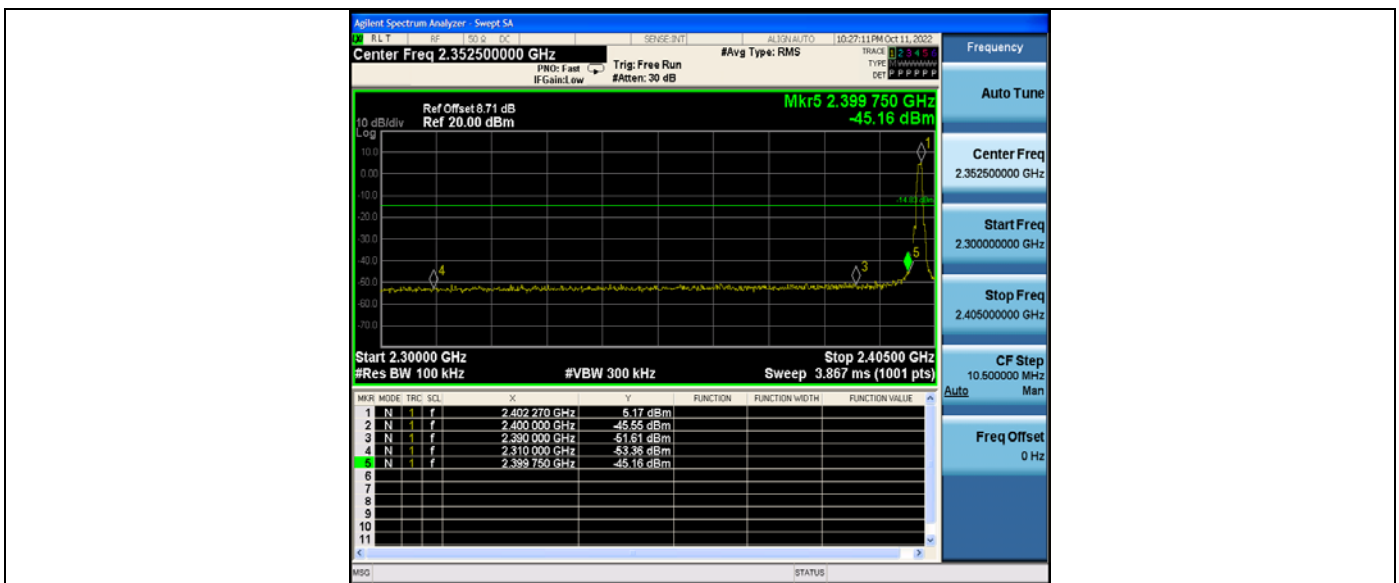 Agilent Spectrum Analyzer - Swept SA
RL T RF 50 Ω DC SENSE:INT ALIGN AUTO 10:27:11 PM Oct 11, 2022
Center Freq 2.352500000 GHz
PNO: Fast
IFGain:Low
Trig: Free Run
#Atten: 30 dB
#Avg Type: RMS
TRACE 1 2 3 4 5 6
TYPE M WWWWW
DET P P P P P P
Ref Offset 8.71 dB
Ref 20.00 dBm
10 dB/div
Log
Mkr5 2.399 750 GHz
-45.16 dBm
10.0
0.00
-10.0
-20.0
-30.0
-40.0
-50.0
-60.0
-70.0
1
5
3
4
Start 2.30000 GHz
Stop 2.40500 GHz
#Res BW 100 kHz
#VBW 300 kHz
Sweep 3.867 ms (1001 pts)
MKR MODE TRC SCL X Y FUNCTION FUNCTION WIDTH FUNCTION VALUE
1 N 1 f 2.402 270 GHz 5.17 dBm
2 N 1 f 2.400 000 GHz -45.55 dBm
3 N 1 f 2.390 000 GHz -51.61 dBm
4 N 1 f 2.310 000 GHz -53.36 dBm
5 N 1 f 2.399 750 GHz -45.16 dBm
6
7
8
9
10
11
MSG STATUS
Frequency
Auto Tune
Center Freq
2.352500000 GHz
Start Freq
2.300000000 GHz
Stop Freq
2.405000000 GHz
CF Step
10.500000 MHz
Auto Man
Freq Offset
0 Hz